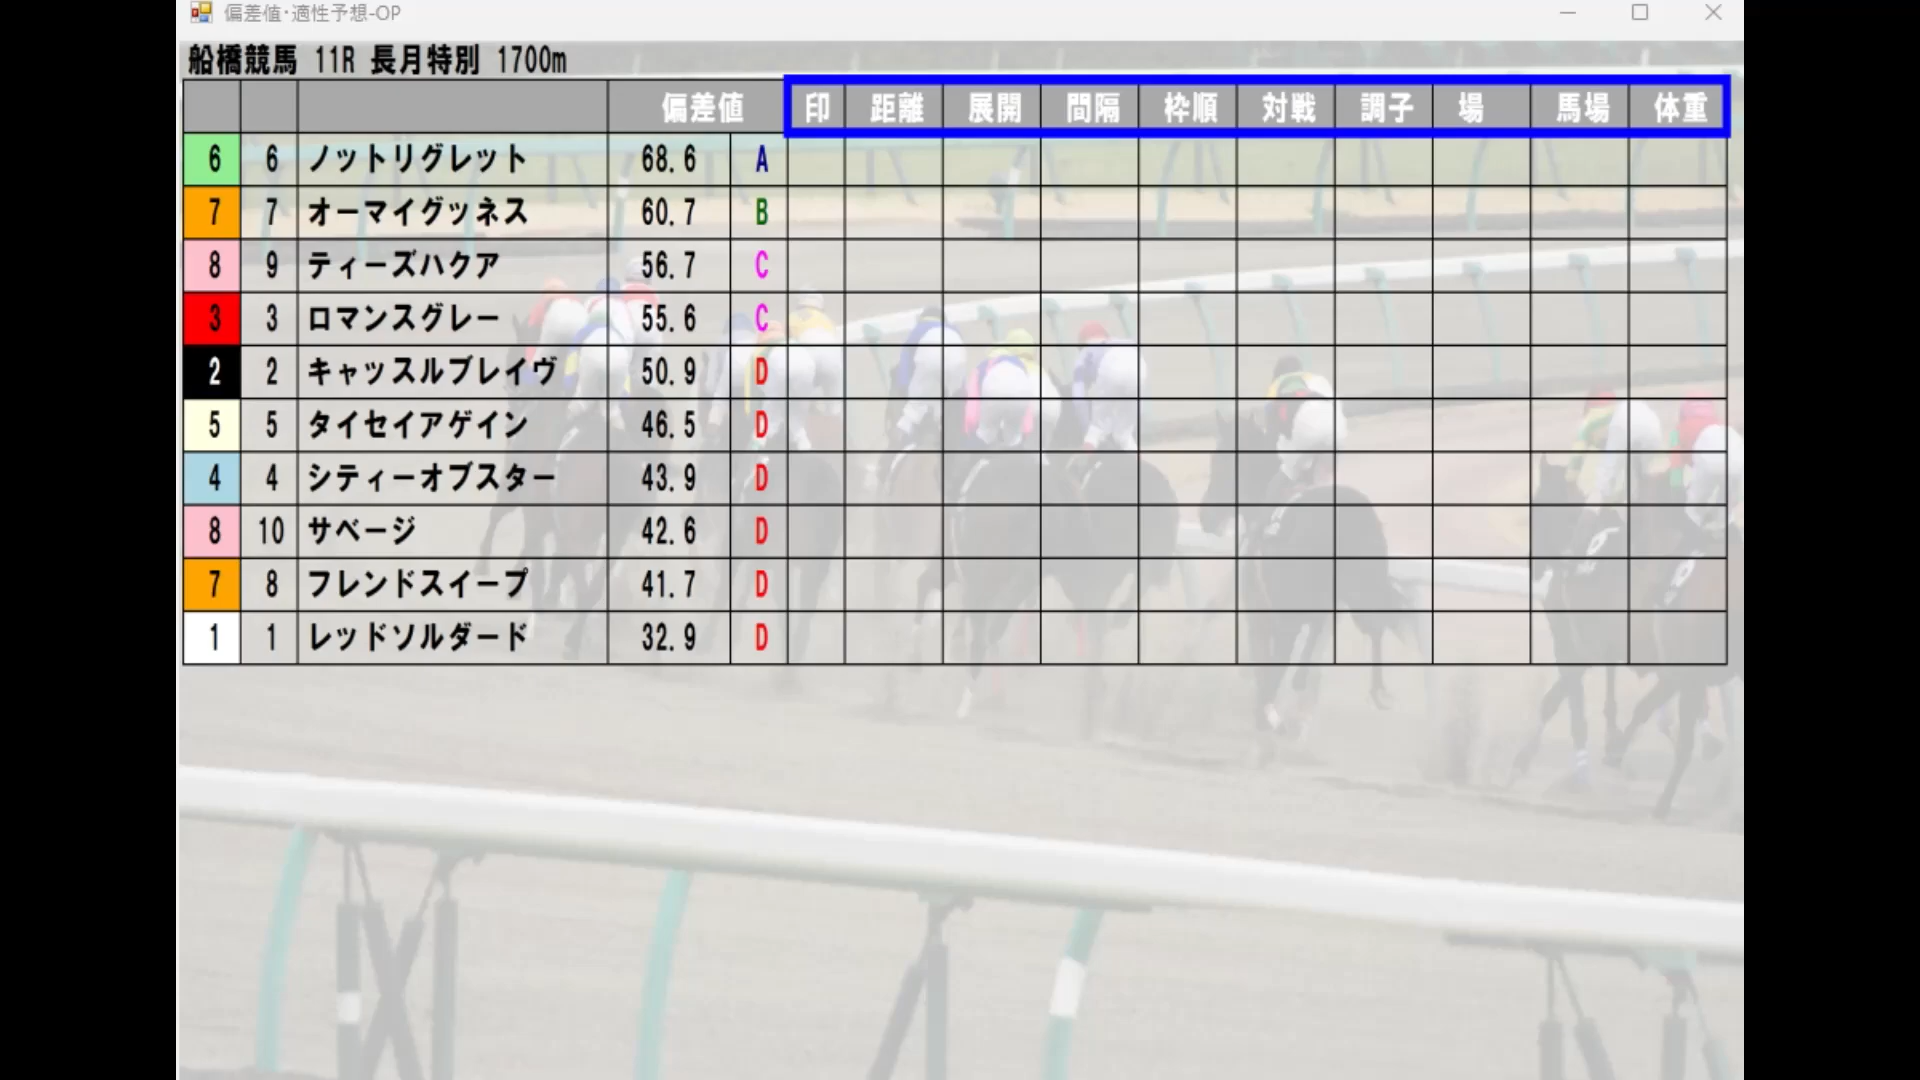 偏差値・適性予想-OP
船橋競馬 11R 長月特別 1700m
偏差値 印 距離 展開 間隔 枠順 対戦 調子 場 馬場 体重
6 6 ノットリグレット 68.6 A
7 7 オーマイグッネス 60.7 B
8 9 ティーズハクア 56.7 C
3 3 ロマンスグレー 55.6 C
2 2 キャッスルブレイヴ 50.9 D
5 5 タイセイアゲイン 46.5 D
4 4 シティーオブスター 43.9 D
8 10 サベージ 42.6 D
7 8 フレンドスイープ 41.7 D
1 1 レッドソルダード 32.9 D